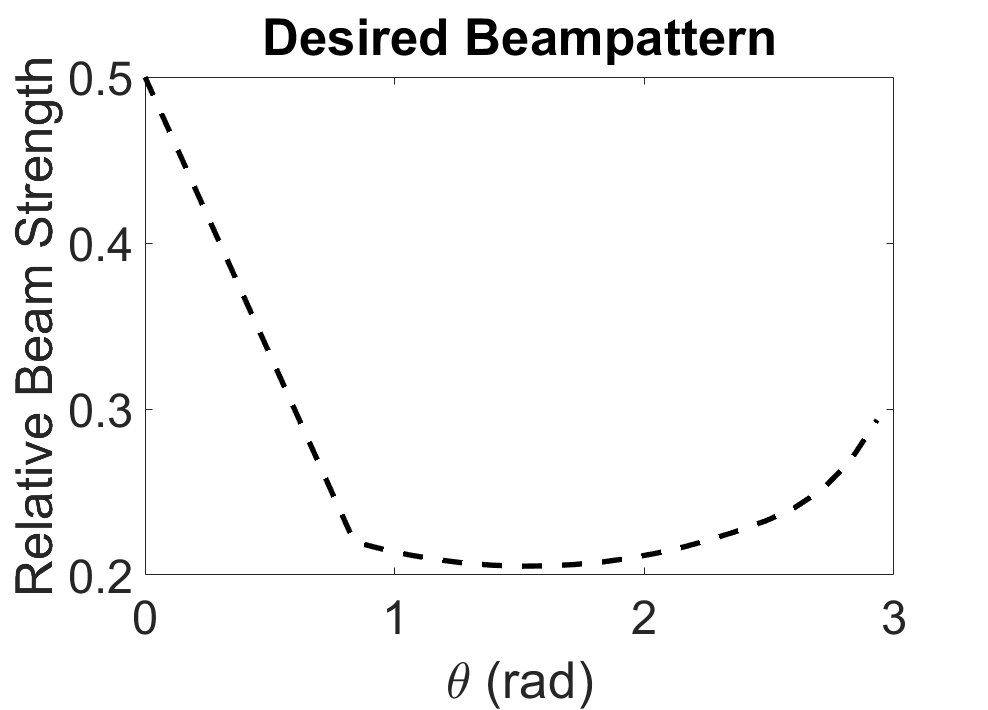 Desired Beampattern
Relative Beam Strength
0.5
0.4
0.3
0.2
0 1 2 3
θ (rad)